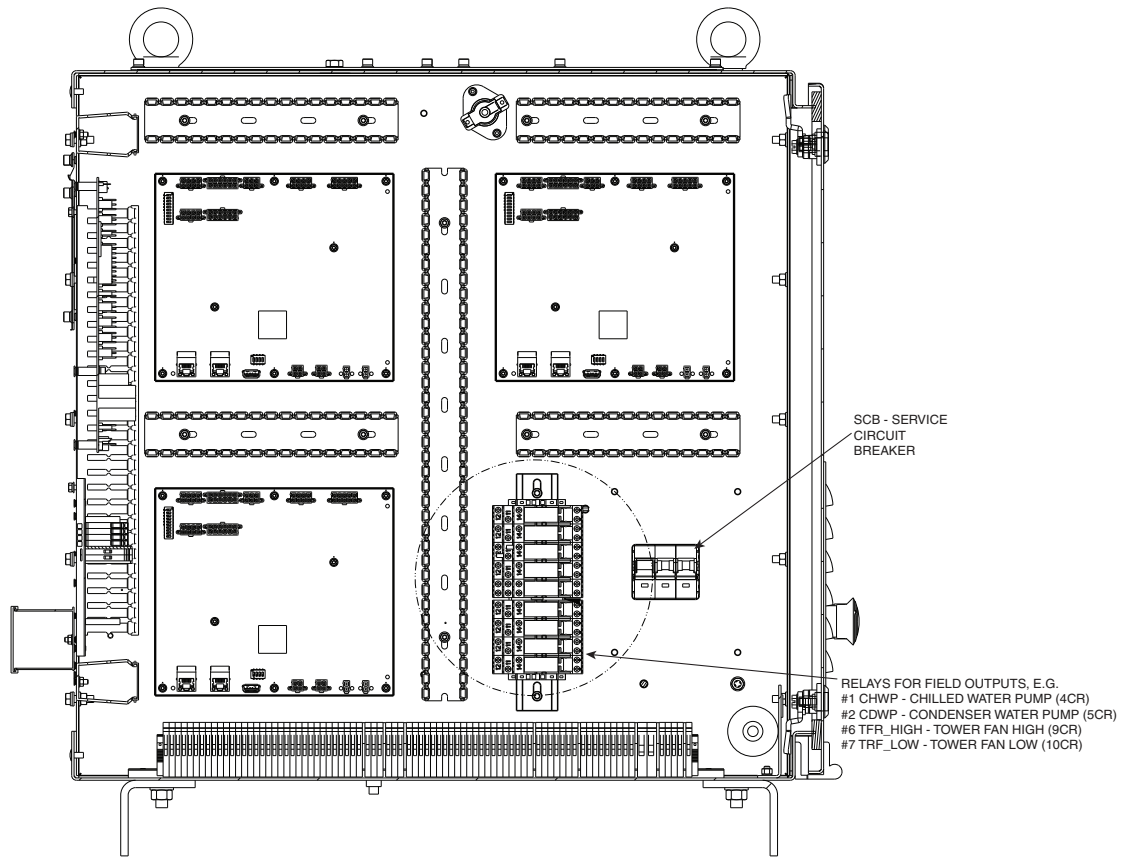 SCB - SERVICE
CIRCUIT
BREAKER
RELAYS FOR FIELD OUTPUTS, E.G.
#1 CHWP - CHILLED WATER PUMP (4CR)
#2 CDWP - CONDENSER WATER PUMP (5CR)
#6 TFR_HIGH - TOWER FAN HIGH (9CR)
#7 TRF_LOW - TOWER FAN LOW (10CR)